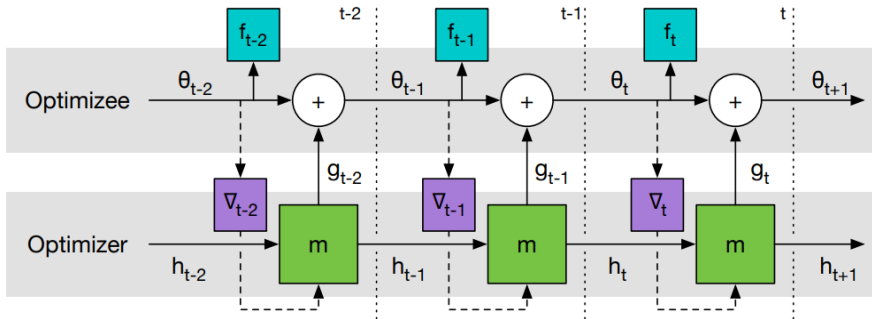 t-2 t-1 t
f_{t-2} f_{t-1} f_t
Optimizee θ_{t-2} + θ_{t-1} + θ_t + θ_{t+1}
g_{t-2} g_{t-1} g_t
∇_{t-2} ∇_{t-1} ∇_t
Optimizer m m m
h_{t-2} h_{t-1} h_t h_{t+1}